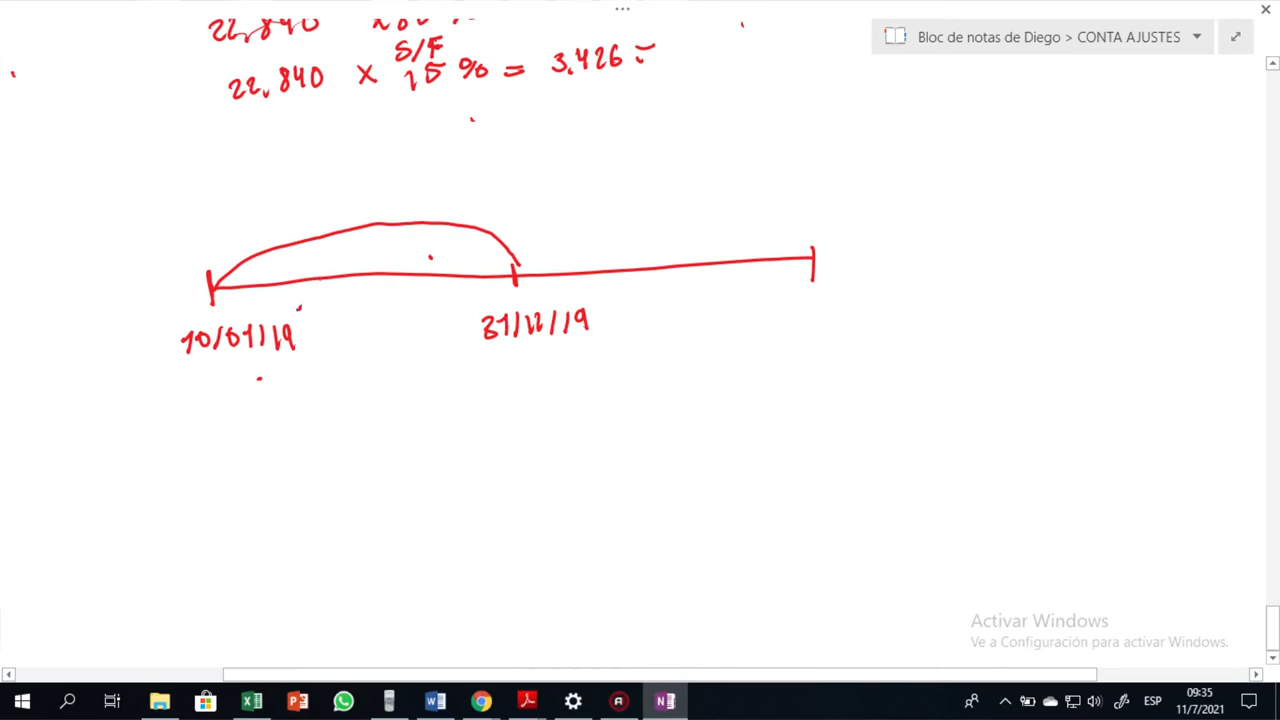 22,840
Bloc de notas de Diego > CONTA AJUSTES
S/F
22,840 x 15 % = 3.426
10/01/19
31/12/19
Activar Windows
Ve a Configuración para activar Windows.
ESP
09:35
11/7/2021